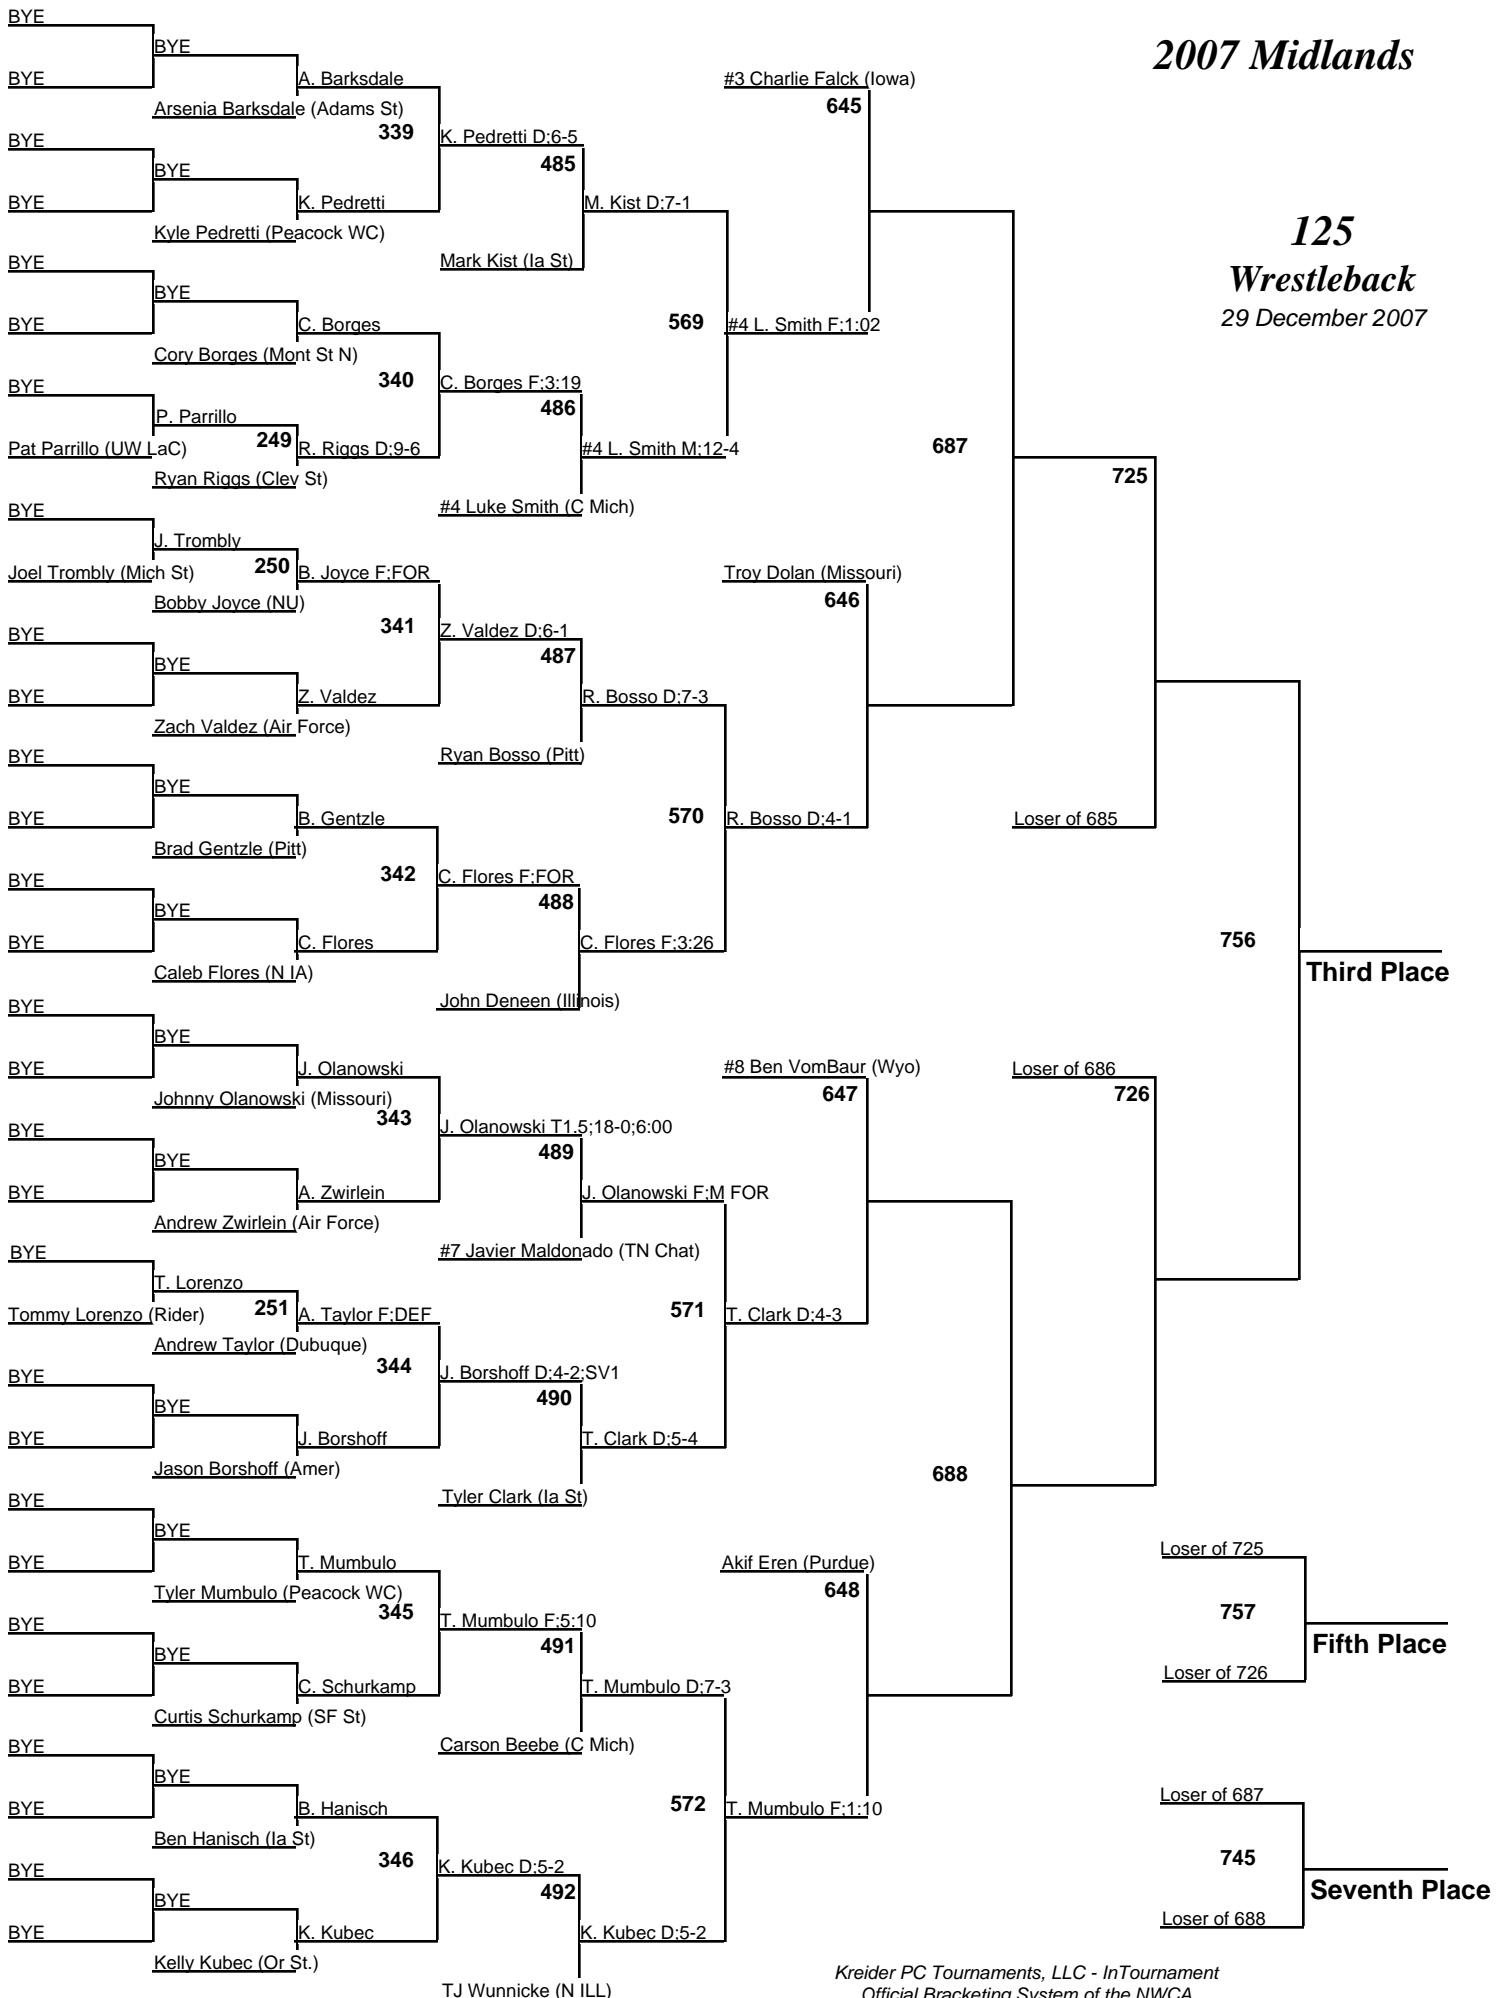 BYE
BYE
2007 Midlands
BYE
A. Barksdale
#3 Charlie Falck (Iowa)
Arsenia Barksdale (Adams St)
645
339
BYE
K. Pedretti D;6-5
485
BYE
BYE
K. Pedretti
M. Kist D;7-1
Kyle Pedretti (Peacock WC)
125
BYE
Mark Kist (Ia St)
Wrestleback
BYE
29 December 2007
BYE
C. Borges
569
#4 L. Smith F;1:02
Cory Borges (Mont St N)
340
BYE
C. Borges F;3:19
486
P. Parrillo
249
Pat Parrillo (UW LaC)
R. Riggs D;9-6
#4 L. Smith M;12-4
687
Ryan Riggs (Clev St)
725
#4 Luke Smith (C Mich)
BYE
J. Trombly
250
Joel Trombly (Mich St)
B. Joyce F;FOR
Troy Dolan (Missouri)
Bobby Joyce (NU)
646
341
BYE
Z. Valdez D;6-1
487
BYE
BYE
Z. Valdez
R. Bosso D;7-3
Zach Valdez (Air Force)
BYE
Ryan Bosso (Pitt)
BYE
BYE
B. Gentzle
570
R. Bosso D;4-1
Loser of 685
Brad Gentzle (Pitt)
342
BYE
C. Flores F;FOR
488
BYE
BYE
C. Flores
C. Flores F;3:26
756
Caleb Flores (N IA)
Third Place
BYE
John Deneen (Illinois)
BYE
BYE
J. Olanowski
#8 Ben VomBaur (Wyo)
Loser of 686
Johnny Olanowski (Missouri)
647
726
343
BYE
J. Olanowski T1.5;18-0;6:00
489
BYE
BYE
A. Zwirlein
J. Olanowski F;M FOR
Andrew Zwirlein (Air Force)
BYE
#7 Javier Maldonado (TN Chat)
T. Lorenzo
251
Tommy Lorenzo (Rider)
A. Taylor F;DEF
571
T. Clark D;4-3
Andrew Taylor (Dubuque)
344
BYE
J. Borshoff D;4-2;SV1
490
BYE
BYE
J. Borshoff
T. Clark D;5-4
Jason Borshoff (Amer)
688
BYE
Tyler Clark (Ia St)
BYE
Loser of 725
BYE
T. Mumbulo
Akif Eren (Purdue)
Tyler Mumbulo (Peacock WC)
648
345
757
BYE
T. Mumbulo F;5:10
491
Fifth Place
BYE
BYE
C. Schurkamp
T. Mumbulo D;7-3
Loser of 726
Curtis Schurkamp (SF St)
BYE
Carson Beebe (C Mich)
BYE
Loser of 687
BYE
B. Hanisch
572
T. Mumbulo F;1:10
Ben Hanisch (Ia St)
346
745
BYE
K. Kubec D;5-2
492
Seventh Place
BYE
BYE
K. Kubec
K. Kubec D;5-2
Loser of 688
Kelly Kubec (Or St.)
TJ Wunnicke (N ILL)
Kreider PC Tournaments, LLC - InTournament
Official Bracketing System of the NWCA